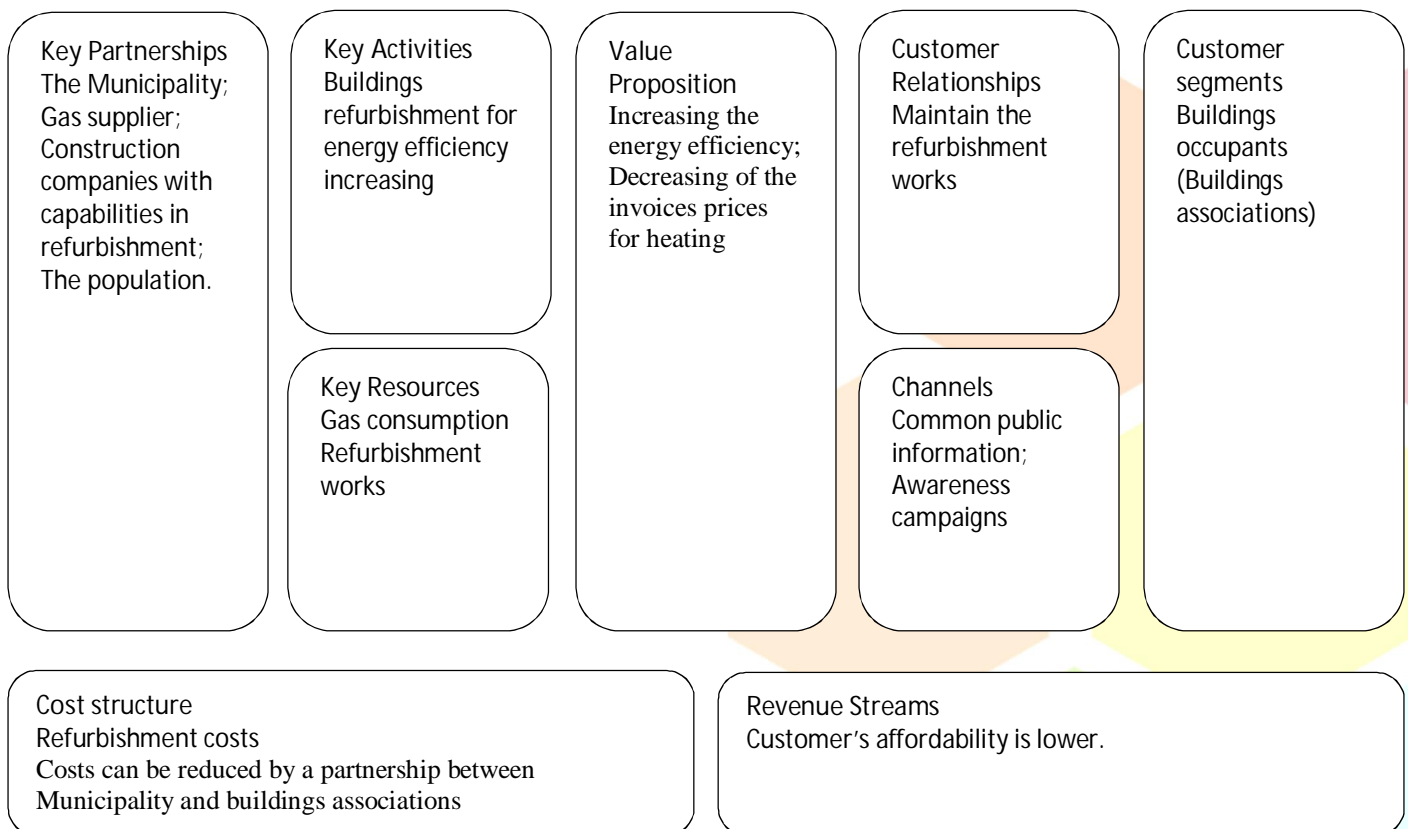 Key Partnerships
The Municipality;
Gas supplier;
Construction
companies with
capabilities in
refurbishment;
The population.
Key Activities
Buildings
refurbishment for
energy efficiency
increasing
Key Resources
Gas consumption
Refurbishment
works
Value
Proposition
Increasing the
energy efficiency;
Decreasing of the
invoices prices
for heating
Customer
Relationships
Maintain the
refurbishment
works
Channels
Common public
information;
Awareness
campaigns
Customer
segments
Buildings
occupants
(Buildings
associations)
Cost structure
Refurbishment costs
Costs can be reduced by a partnership between
Municipality and buildings associations
Revenue Streams
Customer’s affordability is lower.